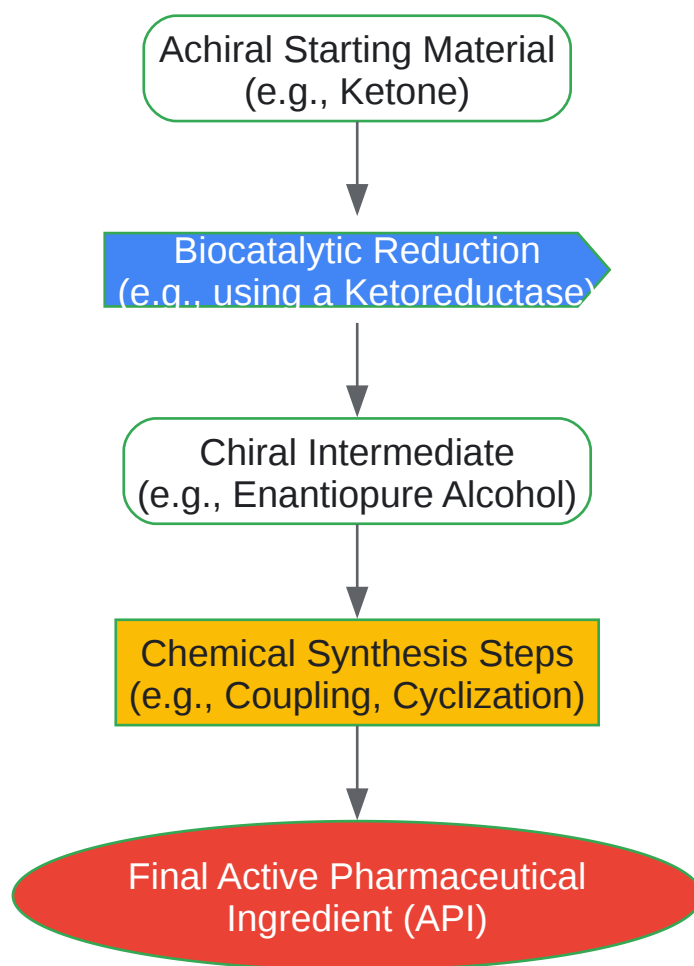 Achiral Starting Material
(e.g., Ketone)
Biocatalytic Reduction
(e.g., using a Ketoreductase)
Chiral Intermediate
(e.g., Enantiopure Alcohol)
Chemical Synthesis Steps
(e.g., Coupling, Cyclization)
Final Active Pharmaceutical
Ingredient (API)